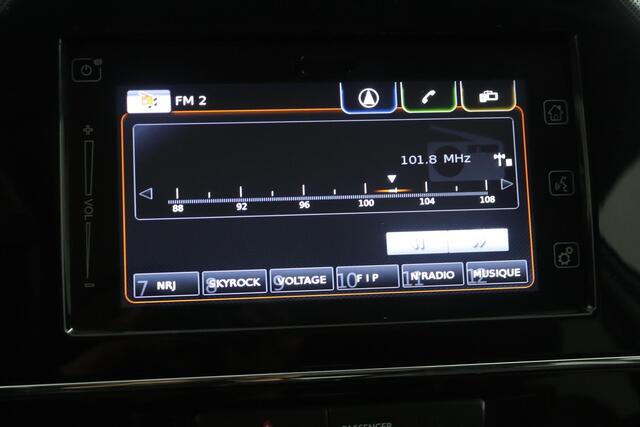 FM 2
101.8 MHz
88 92 96 100 104 108
VOL
7 NRJ 8 SKYROCK 9 VOLTAGE 10 F I P 11 N'RADIO 12 MUSIQUE
PASSENGER